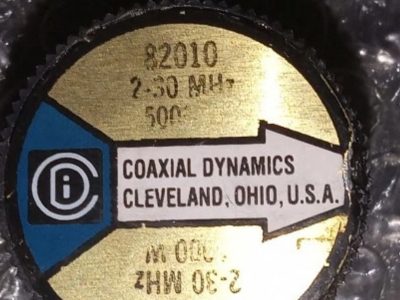 82010
2-30 MHz
COAXIAL DYNAMICS
CLEVELAND, OHIO, U.S.A.
2-30 MHz
W